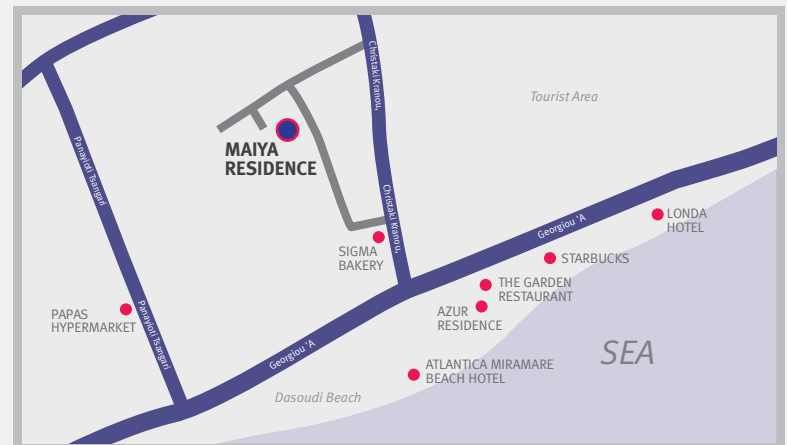 Christaki Kranou,
Tourist Area
Panayioti Tsangari
MAIYA
RESIDENCE
Christaki Kranou,
Georgiou 'A
LONDA
HOTEL
SIGMA
BAKERY
STARBUCKS
THE GARDEN
RESTAURANT
PAPAS
HYPERMARKET
Panayioti Tsangari
AZUR
RESIDENCE
Georgiou 'A
SEA
ATLANTICA MIRAMARE
BEACH HOTEL
Dasoudi Beach